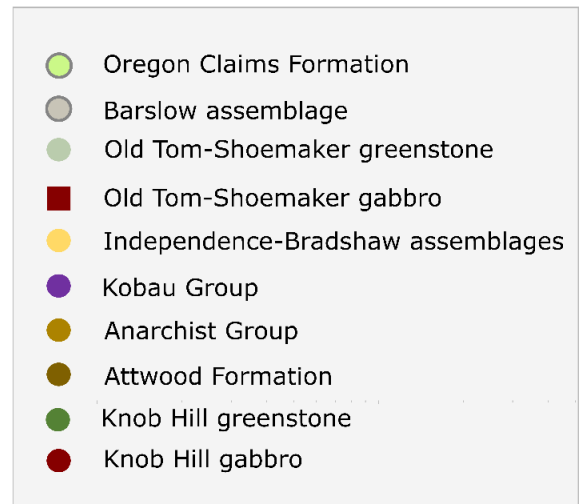 Oregon Claims Formation
Barslow assemblage
Old Tom-Shoemaker greenstone
Old Tom-Shoemaker gabbro
Independence-Bradshaw assemblages
Kobau Group
Anarchist Group
Attwood Formation
Knob Hill greenstone
Knob Hill gabbro